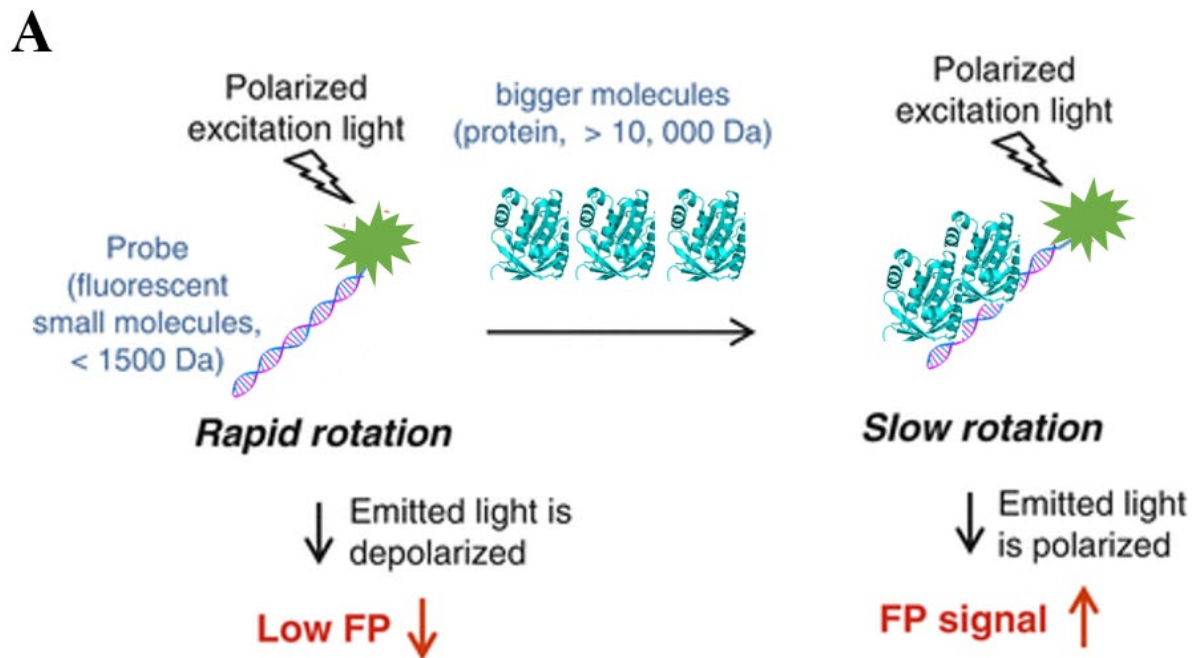 A
Polarized
excitation light
bigger molecules
(protein, > 10, 000 Da)
Polarized
excitation light
Probe
(fluorescent
small molecules,
< 1500 Da)
Rapid rotation
Slow rotation
Emitted light is
depolarized
Emitted light
is polarized
Low FP
FP signal